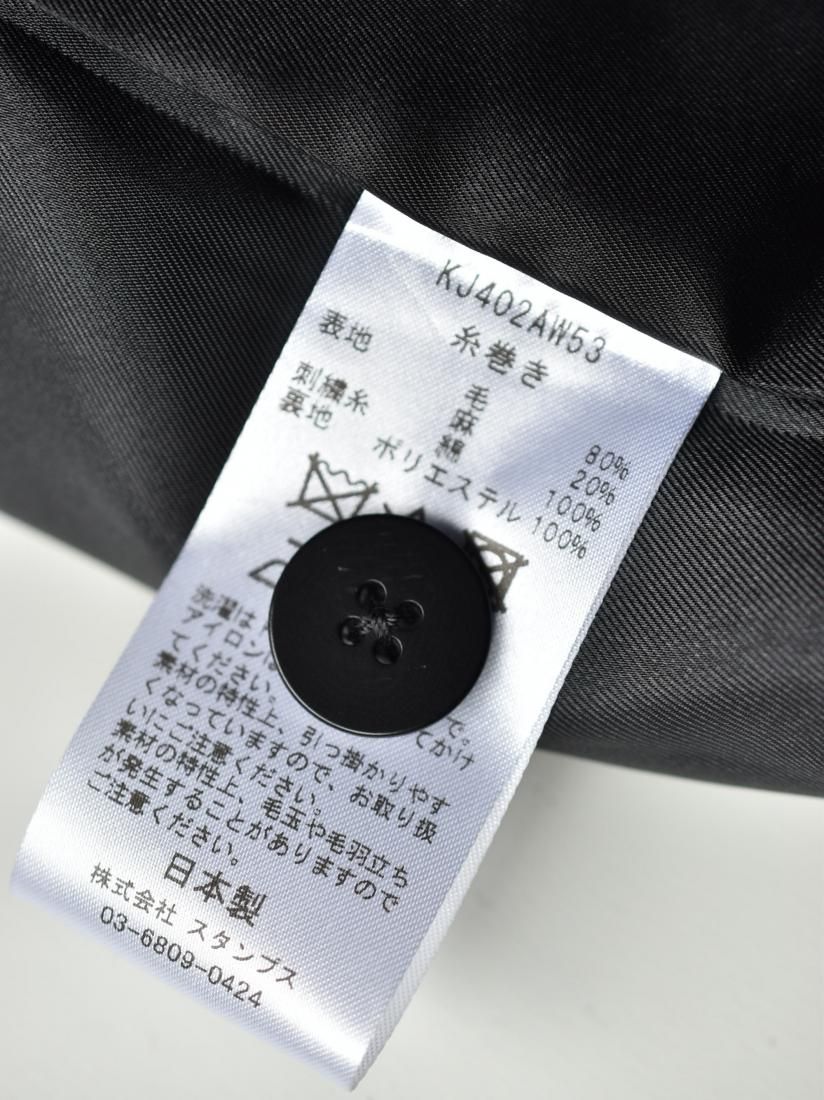 KJ402AW53
糸巻き
表地 毛 80%
麻 20%
刺繍糸 綿 100%
裏地 ポリエステル 100%
洗濯は
で。
アイロン
てかけ
てください。
素材の特性上、引っ掛かりやす
くなっていますので、お取り扱
いにご注意ください。
素材の特性上、毛玉や毛羽立ち
が発生することがありますので
ご注意ください。
日本製
株式会社 スタンプス
03-6809-0424